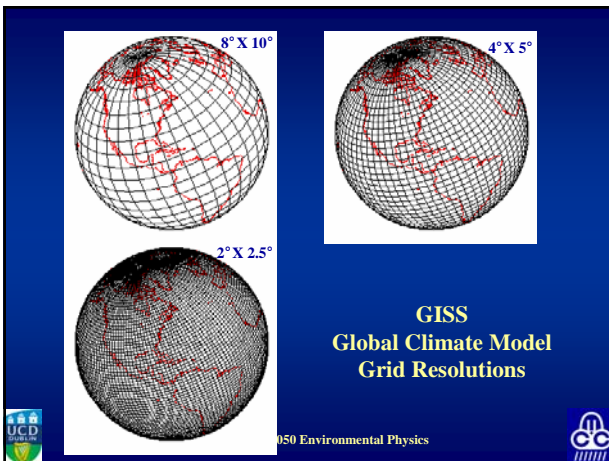 8° X 10°
4° X 5°
2° X 2.5°
GISS
Global Climate Model
Grid Resolutions
050 Environmental Physics
UCD
DUBLIN